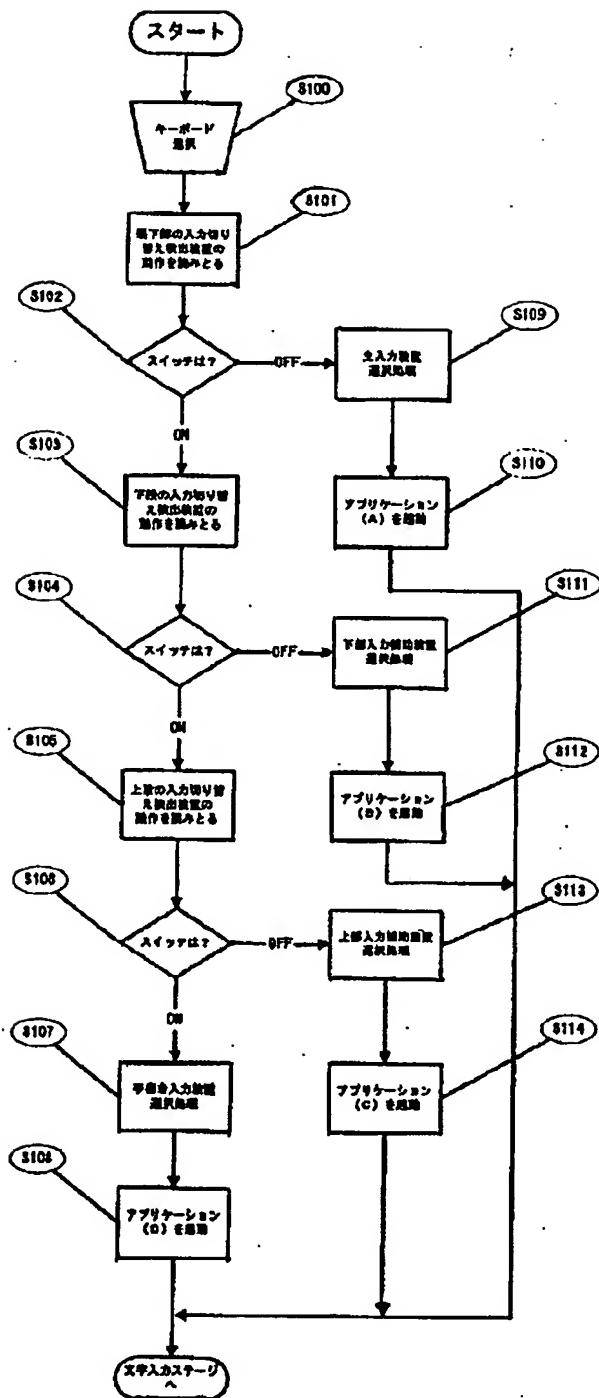 スタート
S100
キーボード
選択
S101
最下部の入力切り
替え検出装置の
動作を読みとる
S102
スイッチは?
OFF
S109
主入力装置
選択処理
ON
S103
下段の入力切り替
え検出装置の
動作を読みとる
S110
アプリケーション
(A)を起動
S104
スイッチは?
OFF
S111
下部入力補助装置
選択処理
ON
S105
上段の入力切り替
え検出装置の
動作を読みとる
S112
アプリケーション
(B)を起動
S106
スイッチは?
OFF
S113
上部入力補助装置
選択処理
ON
S107
手書き入力装置
選択処理
S114
アプリケーション
(C)を起動
S108
アプリケーション
(D)を起動
文字入力ステージ
へ